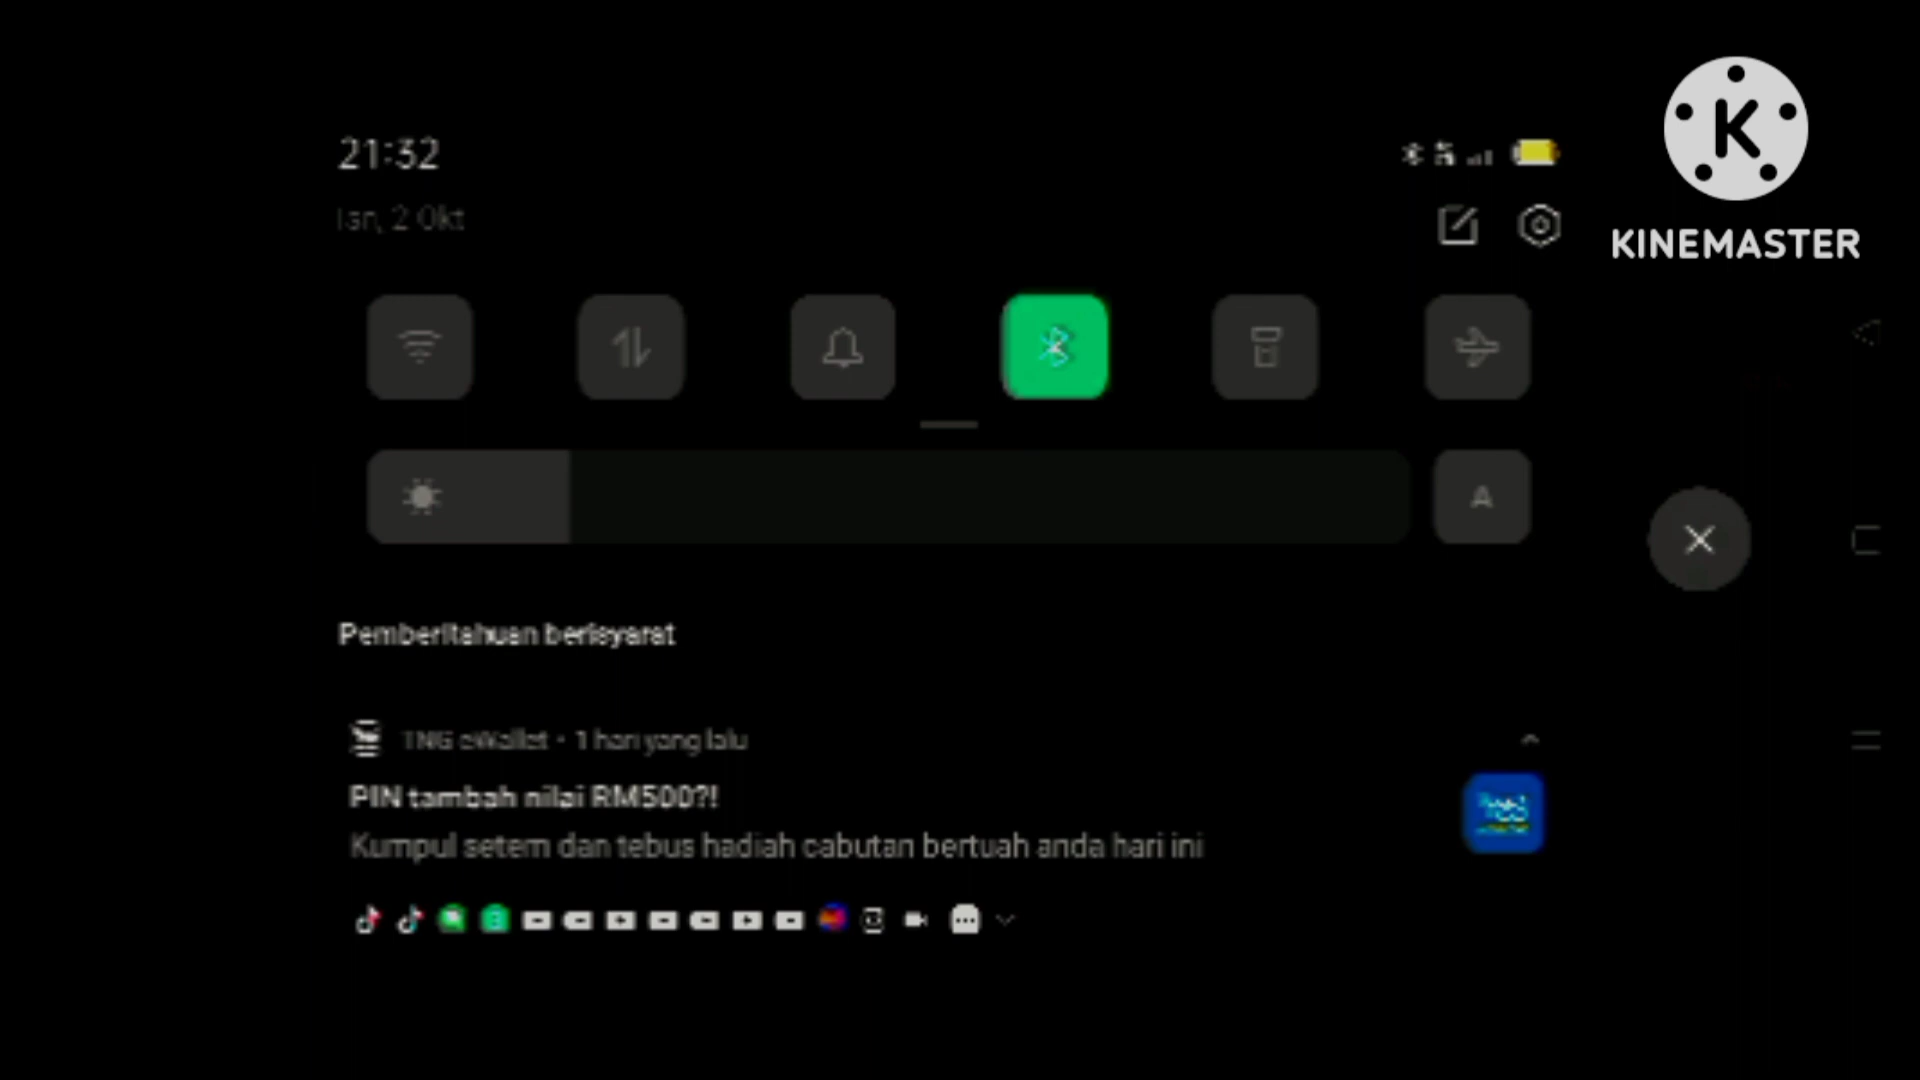 21:32
Isn, 2 Okt
KINEMASTER
A
Pemberitahuan berisyarat
TNG eWallet • 1 hari yang lalu
PIN tambah nilai RM500?!
Kumpul setem dan tebus hadiah cabutan bertuah anda hari ini